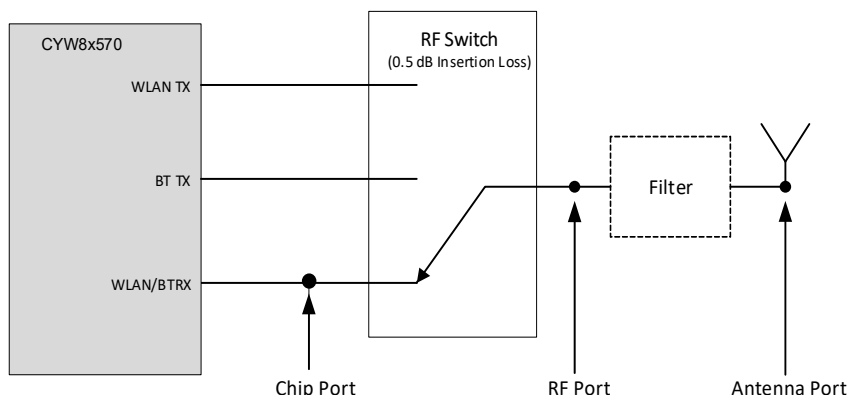 CYW8x570
RF Switch
(0.5 dB Insertion Loss)
WLAN TX
BT TX
Filter
WLAN/BTRX
Chip Port
RF Port
Antenna Port